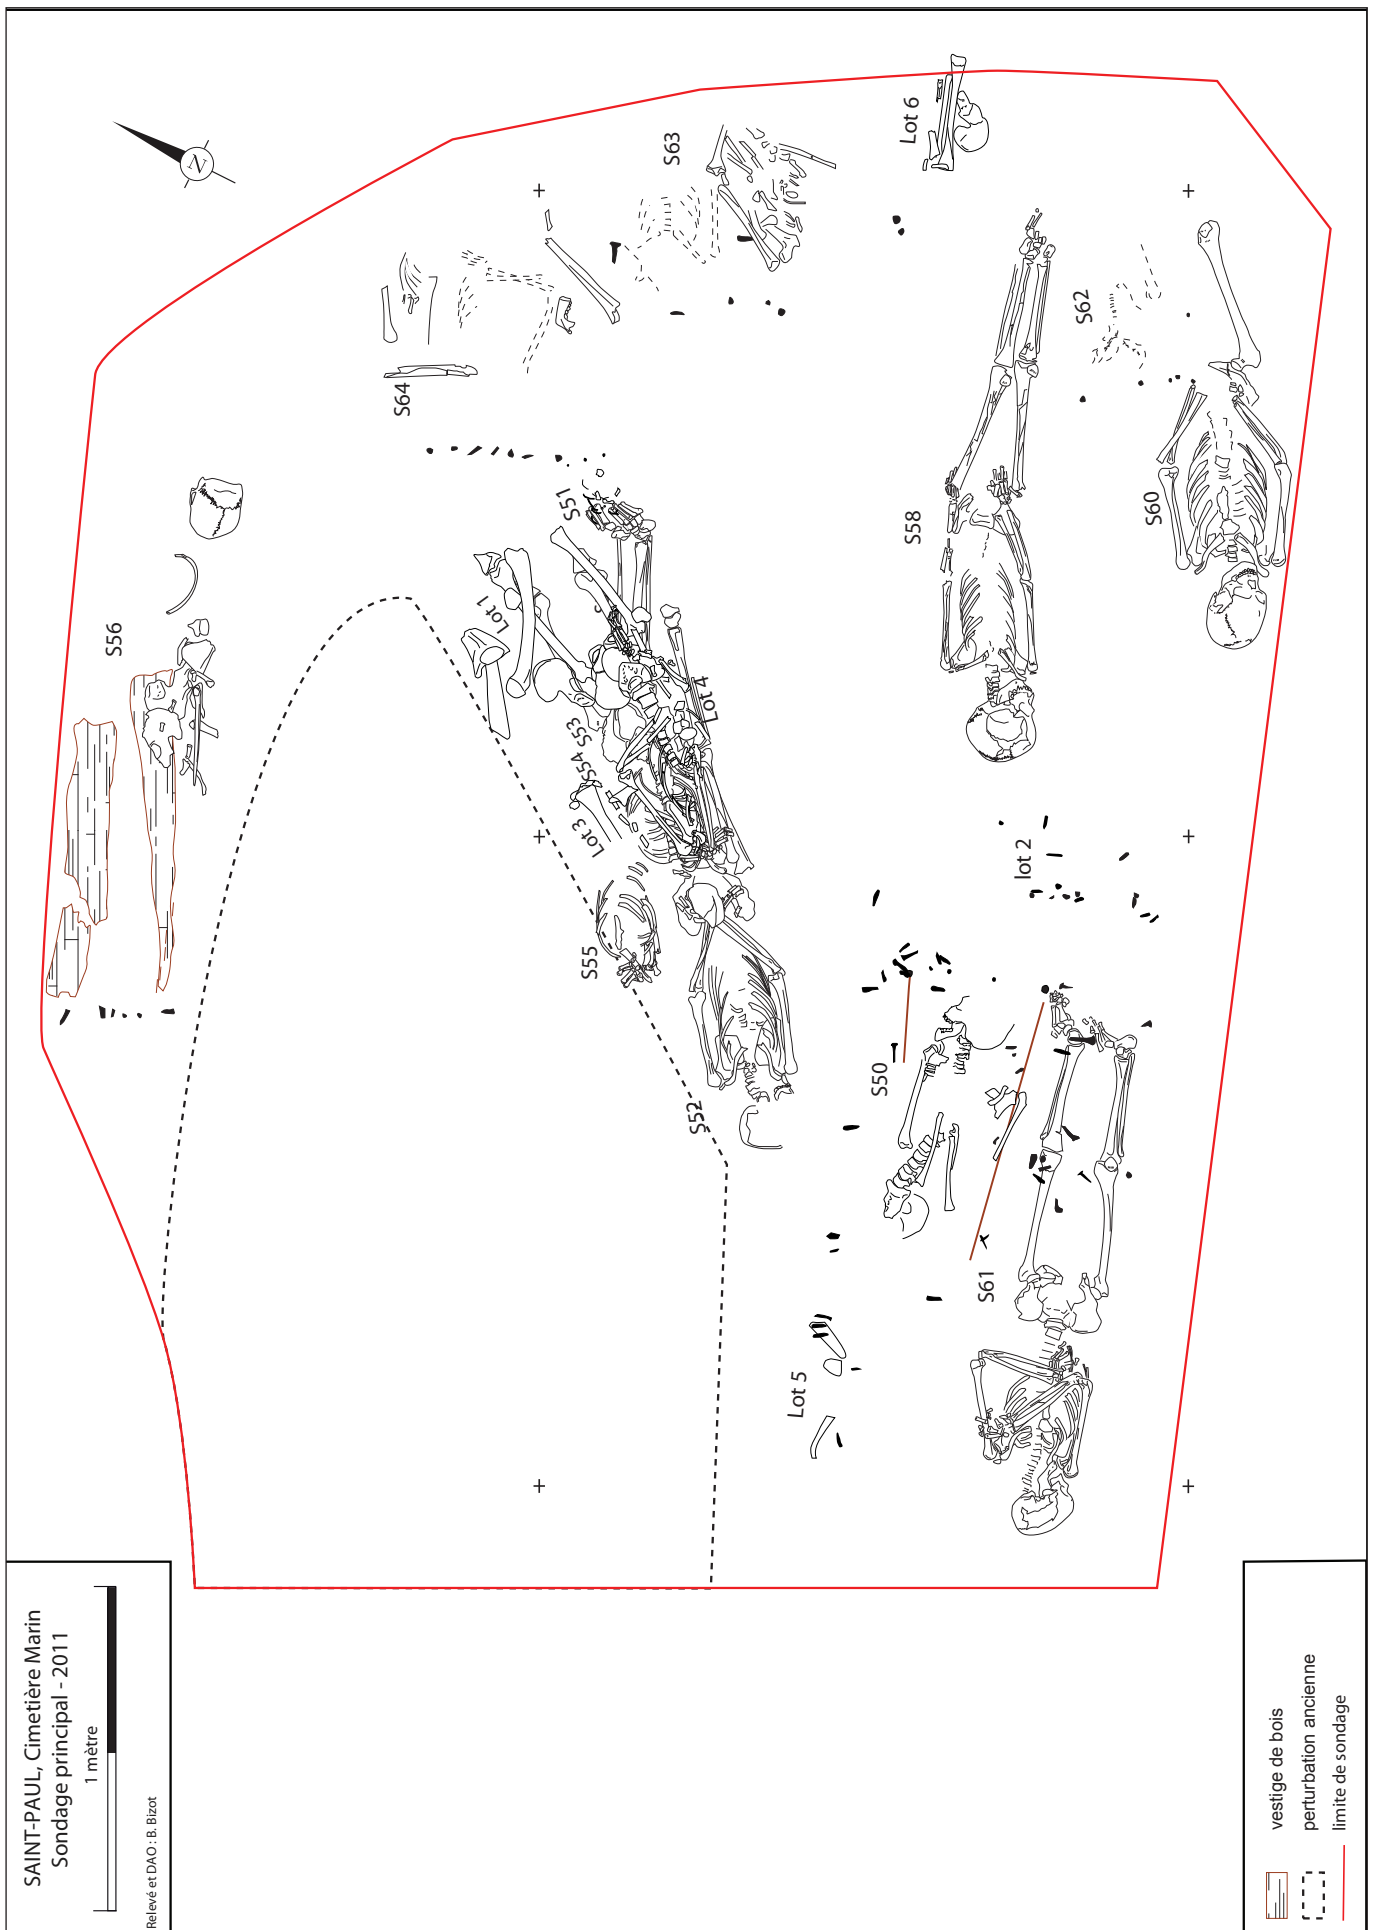 SAINT-PAUL, Cimetière Marin
Sondage principal - 2011
1 mètre
Relevé et DAO : B. Bizot
N
S56
S64
S63
Lot 6
S51
Lot 1
S53
S54
Lot 3
Lot 4
S55
S52
S58
S62
S60
lot 2
S50
S61
Lot 5
vestige de bois
perturbation ancienne
limite de sondage